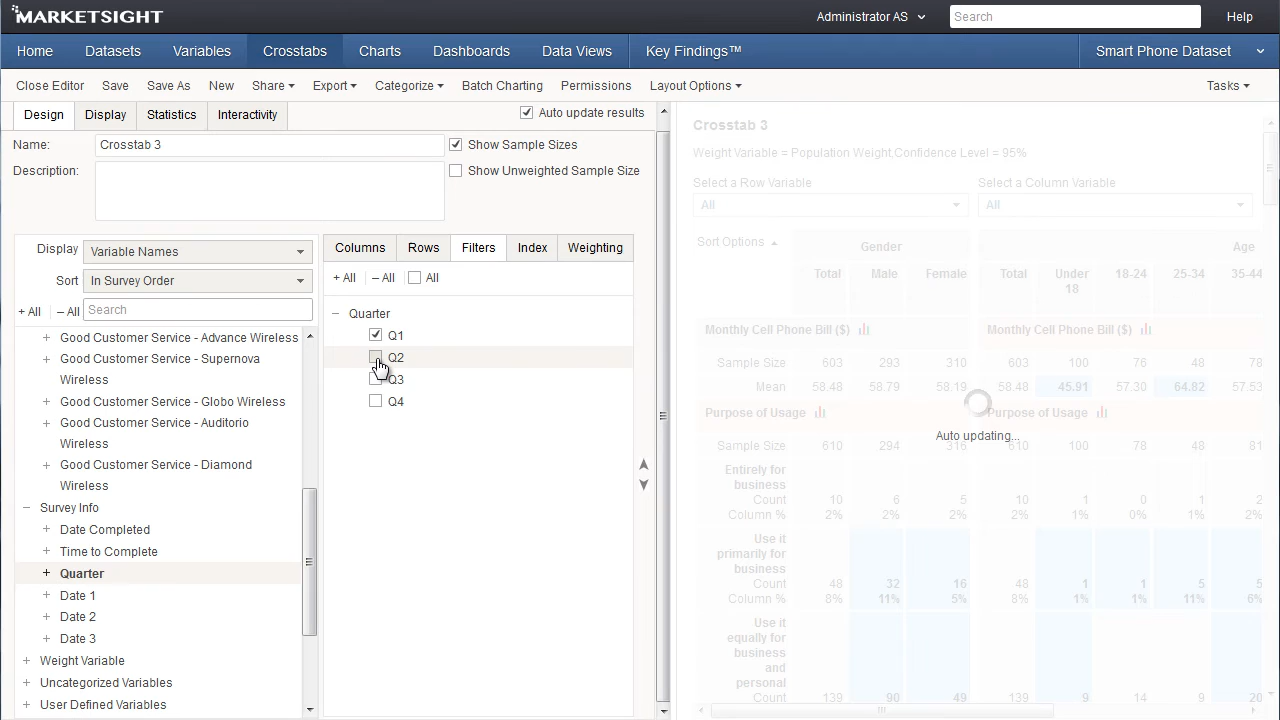 MARKETSIGHT
Administrator AS
Search
Help
Home
Datasets
Variables
Crosstabs
Charts
Dashboards
Data Views
Key Findings™
Smart Phone Dataset
Close Editor
Save
Save As
New
Share
Export
Categorize
Batch Charting
Permissions
Layout Options
Tasks
Design
Display
Statistics
Interactivity
Auto update results
Name:
Crosstab 3
Show Sample Sizes
Description:
Show Unweighted Sample Size
Display
Variable Names
Sort
In Survey Order
+ All
– All
Search
Good Customer Service - Advance Wireless
Good Customer Service - Supernova
Wireless
Good Customer Service - Globo Wireless
Good Customer Service - Audtrio
Wireless
Good Customer Service - Diamond
Wireless
Survey Info
Date Completed
Time to Complete
Quarter
Date 1
Date 2
Date 3
Weight Variable
Uncategorized Variables
User Defined Variables
Columns
Rows
Filters
Index
Weighting
+ All
– All
All
Quarter
Q1
Q2
Q3
Q4
Crosstab 3
Weight Variable = Population Weight,Confidence Level = 95%
Select a Row Variable
Select a Column Variable
All
All
Sort Options
Gender
Age
Total Male Female Total Under 18-24 25-34 35-44
18
Monthly Cell Phone Bill ($)
Monthly Cell Phone Bill ($)
Sample Size 603 293 310 603 100 76 48 78
Mean 58.48 58.79 58.19 58.48 45.91 57.30 64.82 57.53
Purpose of Usage
Purpose of Usage
Auto updating...
Sample Size 610 294 316 610 100 78 48 81
Entirely for
business
Count 10 6 5 10 1 0 1 2
Column % 2% 2% 2% 2% 1% 0% 1% 2%
Use it
primarily for
business
Count 48 32 16 48 1 1 5 5
Column % 8% 11% 5% 8% 1% 1% 11% 6%
Use it
equally for
business
and
personal
Count 139 90 49 139 9 14 9 20